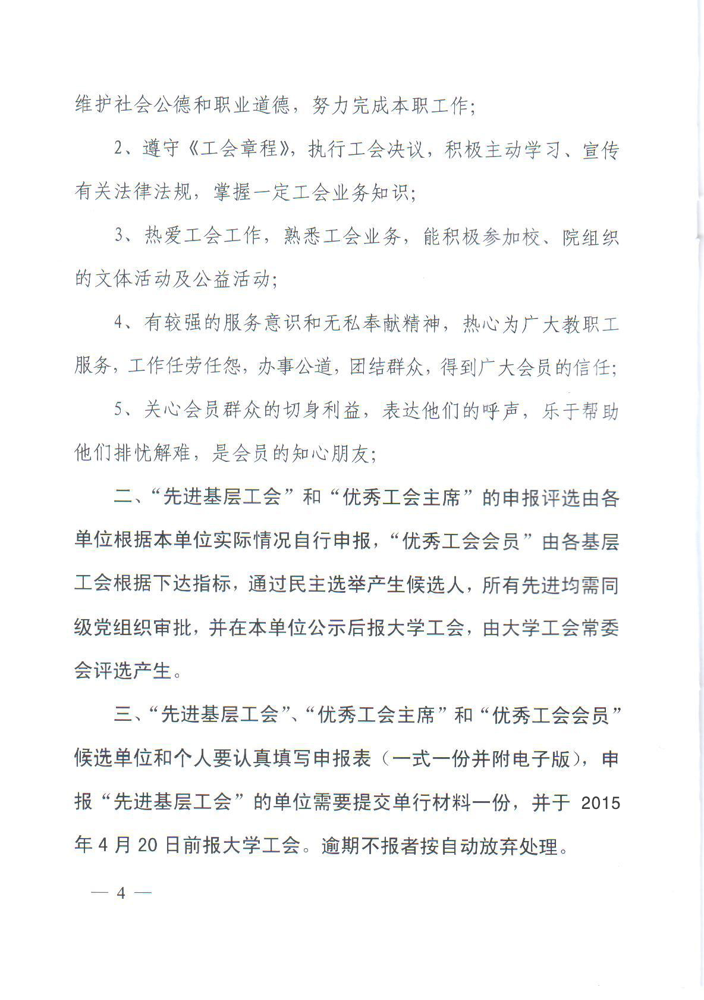 维护社会公德和职业道德，努力完成本职工作；
2、遵守《工会章程》，执行工会决议，积极主动学习、宣传
有关法律法规，掌握一定工会业务知识；
3、热爱工会工作，熟悉工会业务，能积极参加校、院组织
的文体活动及公益活动；
4、有较强的服务意识和无私奉献精神，热心为广大教职工
服务，工作任劳任怨，办事公道，团结群众，得到广大会员的信任；
5、关心会员群众的切身利益，表达他们的呼声，乐于帮助
他们排忧解难，是会员的知心朋友；
二、“先进基层工会”和“优秀工会主席”的申报评选由各
单位根据本单位实际情况自行申报，“优秀工会会员”由各基层
工会根据下达指标，通过民主选举产生候选人，所有先进均需同
级党组织审批，并在本单位公示后报大学工会，由大学工会常委
会评选产生。
三、“先进基层工会”、“优秀工会主席”和“优秀工会会员”
候选单位和个人要认真填写申报表（一式一份并附电子版），申
报“先进基层工会”的单位需要提交单行材料一份，并于 2015
年 4 月 20 日前报大学工会。逾期不报者按自动放弃处理。
— 4 —